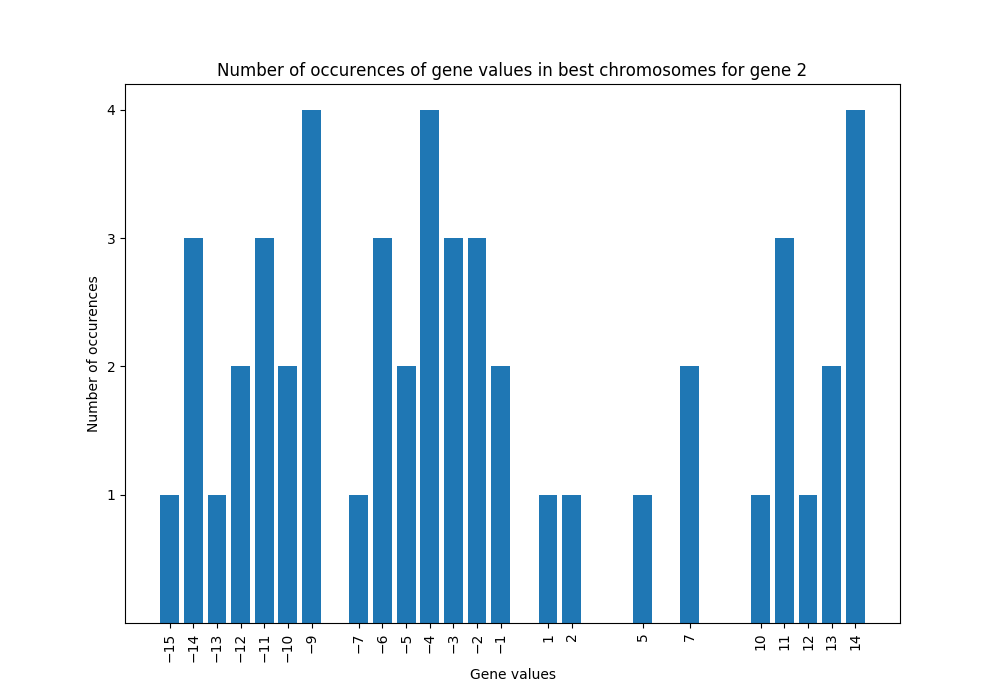 Number of occurences of gene values in best chromosomes for gene 2
4
3
2
1
Number of occurences
−15 −14 −13 −12 −11 −10 −9 −7 −6 −5 −4 −3 −2 −1 1 2 5 7 10 11 12 13 14
Gene values